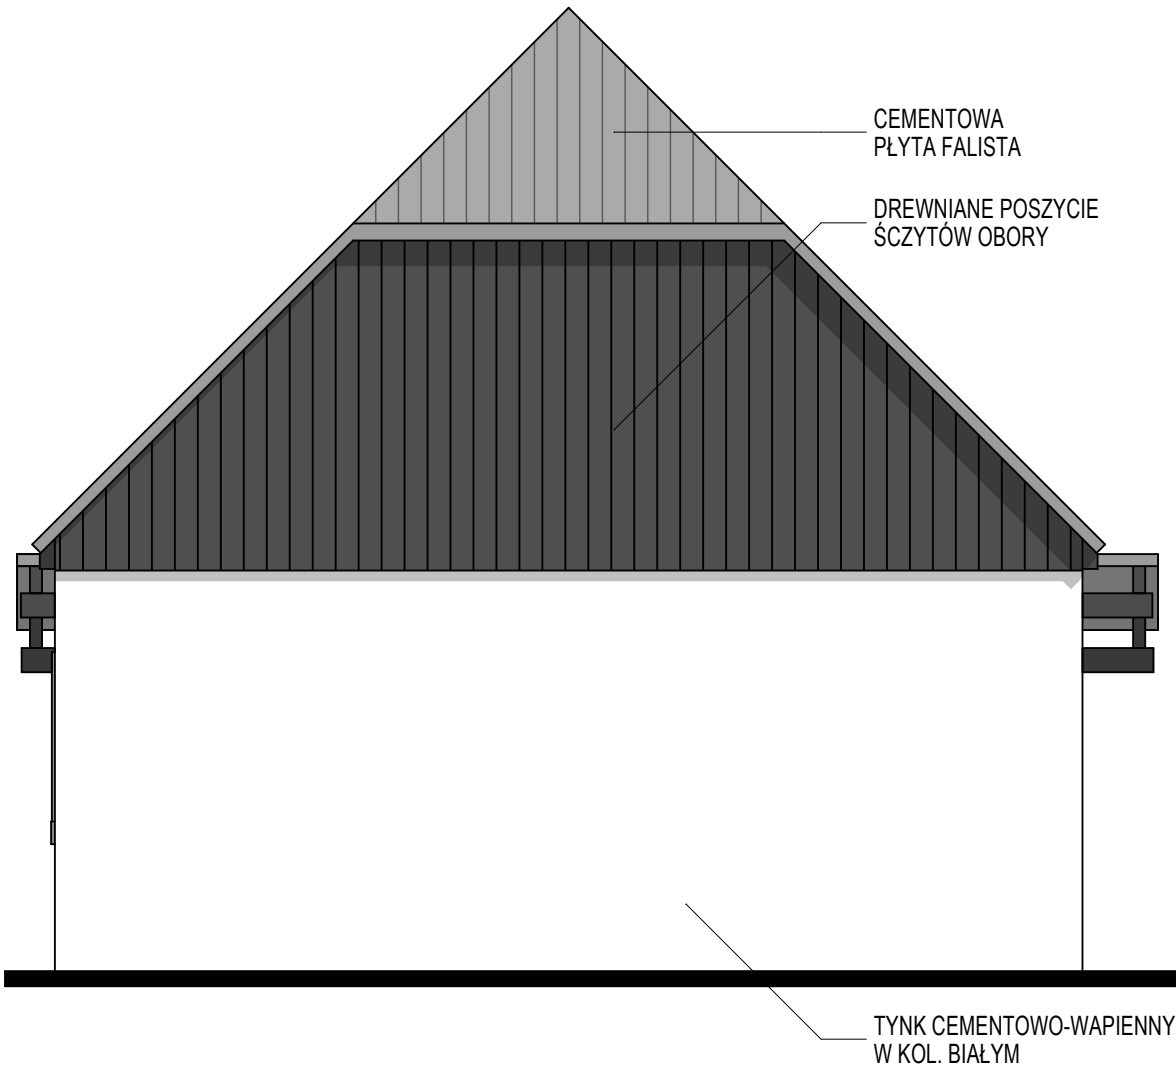 CEMENTOWA
PŁYTA FALISTA
DREWNIANE POSZYCIE
ŚCZYTÓW OBORY
TYNK CEMENTOWO-WAPIENNY
W KOL. BIAŁYM